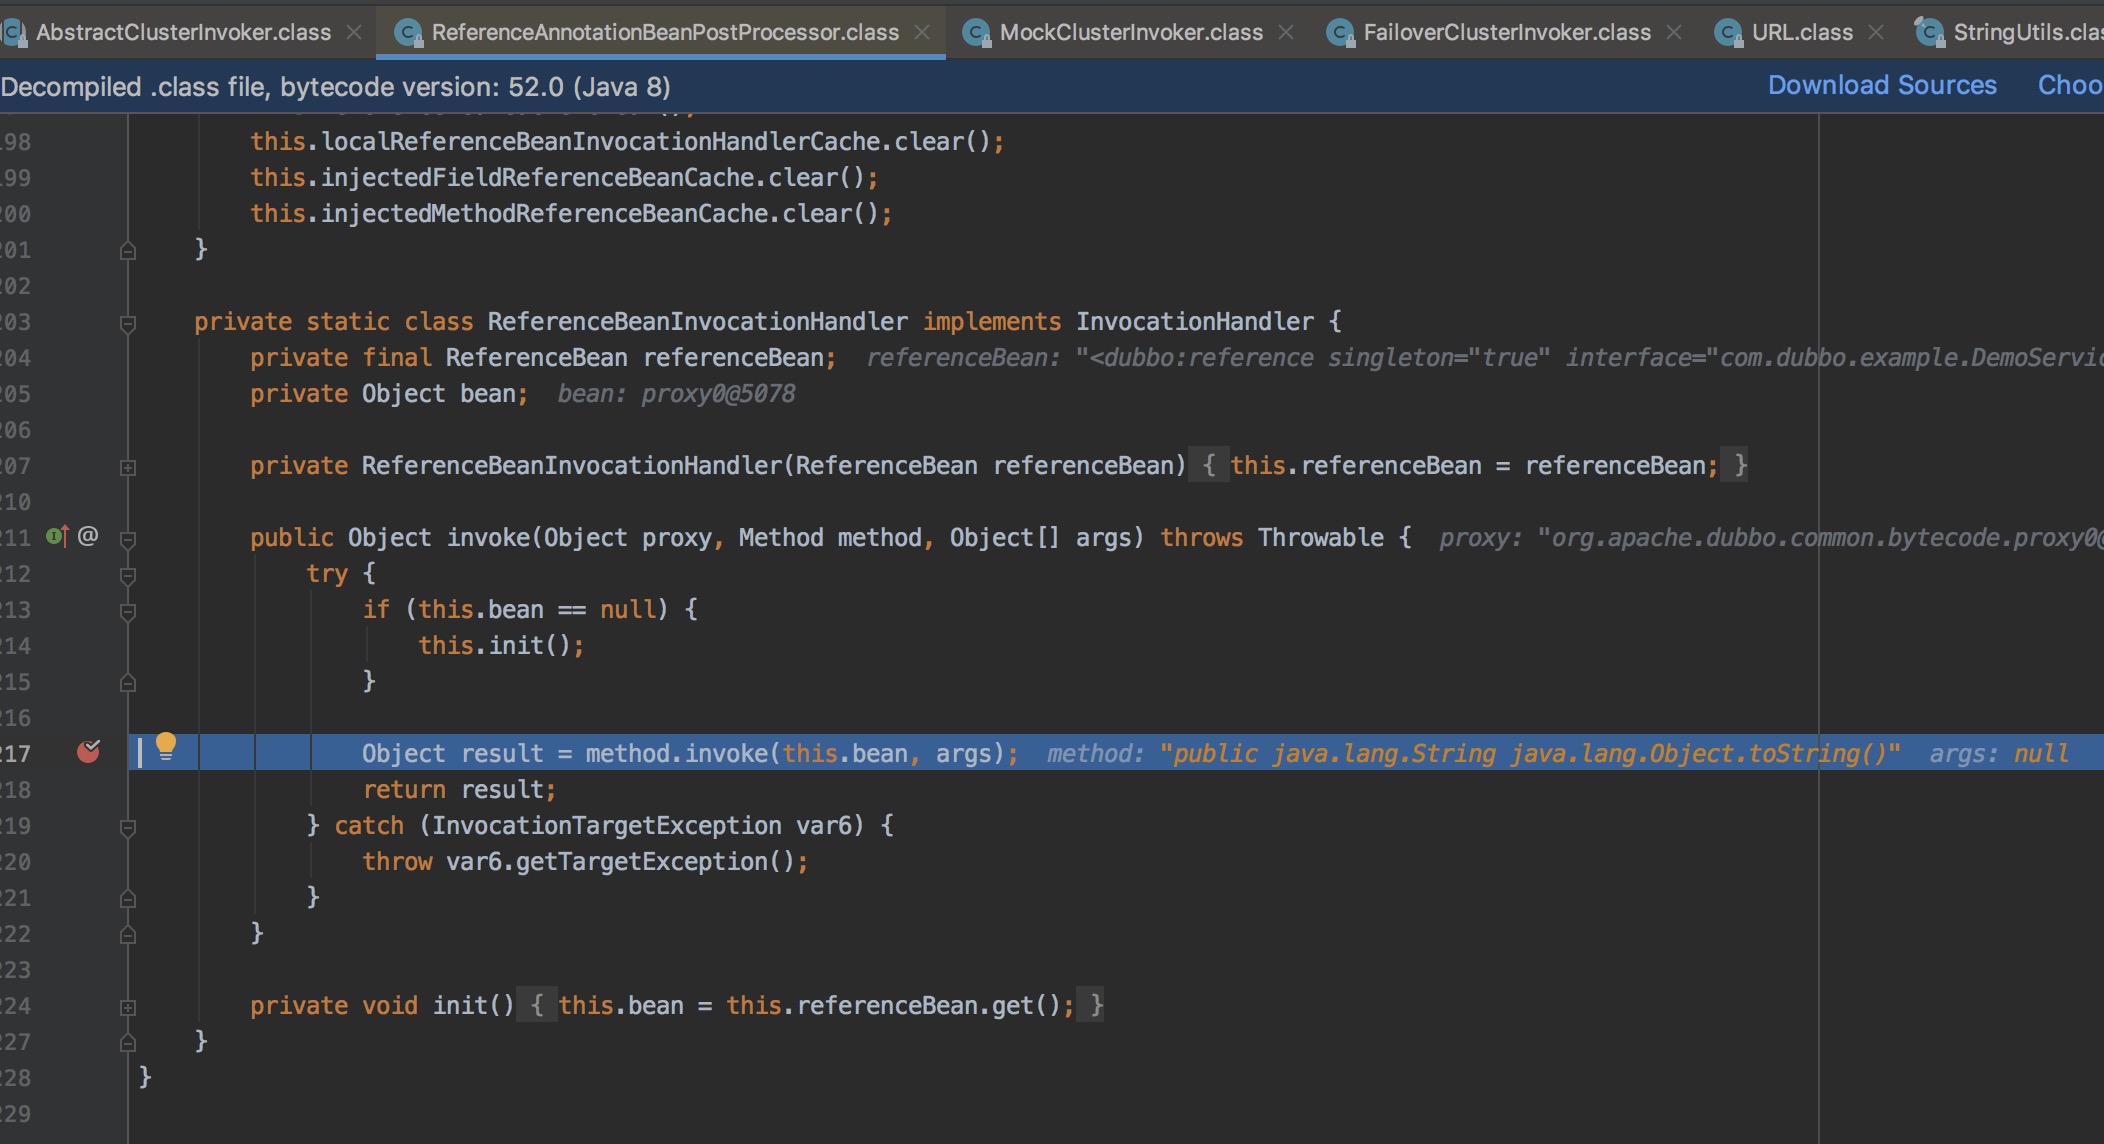 AbstractClusterInvoker.class ReferenceAnnotationBeanPostProcessor.class MockClusterInvoker.class FailoverClusterInvoker.class URL.class StringUtils.clas
Decompiled .class file, bytecode version: 52.0 (Java 8) Download Sources Choo
98 this.localReferenceBeanInvocationHandlerCache.clear();
99 this.injectedFieldReferenceBeanCache.clear();
200 this.injectedMethodReferenceBeanCache.clear();
201 }
202
203 private static class ReferenceBeanInvocationHandler implements InvocationHandler {
204 private final ReferenceBean referenceBean; referenceBean: "<dubbo:reference singleton="true" interface="com.dubbo.example.DemoServic
205 private Object bean; bean: proxy0@5078
206
207 private ReferenceBeanInvocationHandler(ReferenceBean referenceBean) { this.referenceBean = referenceBean; }
210
211 @ public Object invoke(Object proxy, Method method, Object[] args) throws Throwable { proxy: "org.apache.dubbo.common.bytecode.proxy0@
212 try {
213 if (this.bean == null) {
214 this.init();
215 }
216
217 Object result = method.invoke(this.bean, args); method: "public java.lang.String java.lang.Object.toString()" args: null
218 return result;
219 } catch (InvocationTargetException var6) {
220 throw var6.getTargetException();
221 }
222 }
223
224 private void init() { this.bean = this.referenceBean.get(); }
227 }
228 }
229